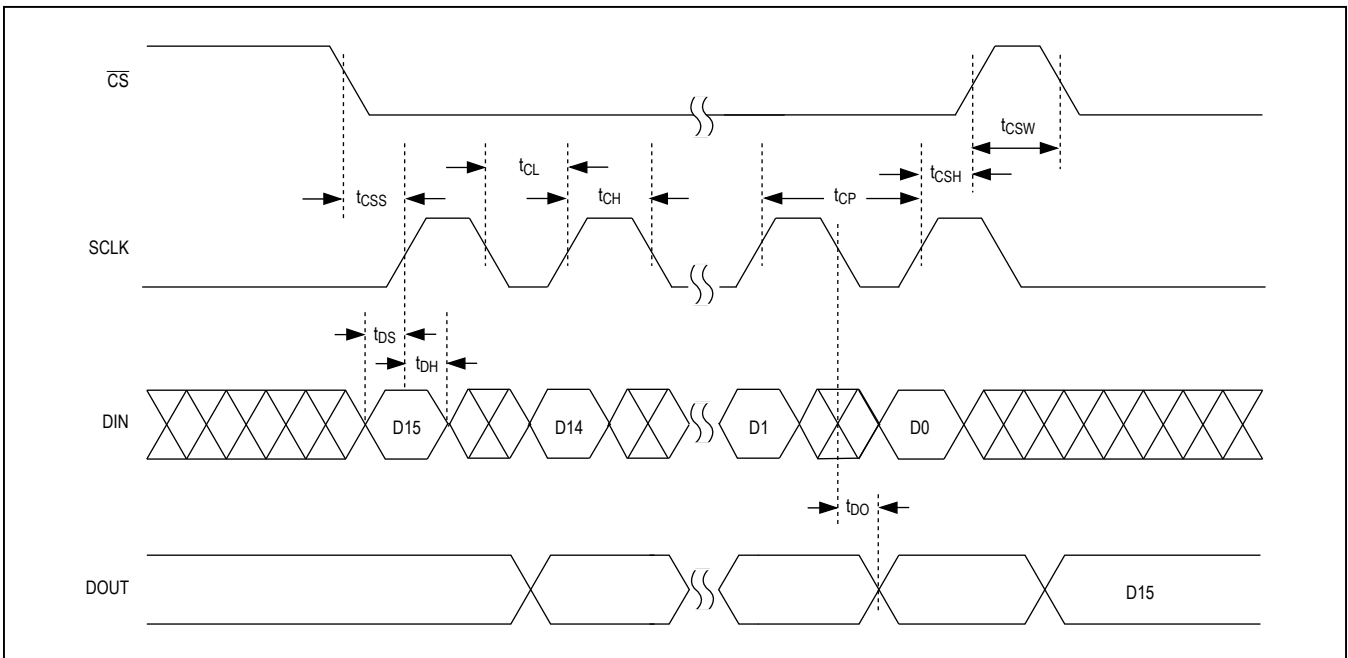 CS
tCSW
tCL
tCSH
tCSS
tCH
tCP
SCLK
tDS
tDH
DIN
D15
D14
D1
D0
tDO
DOUT
D15